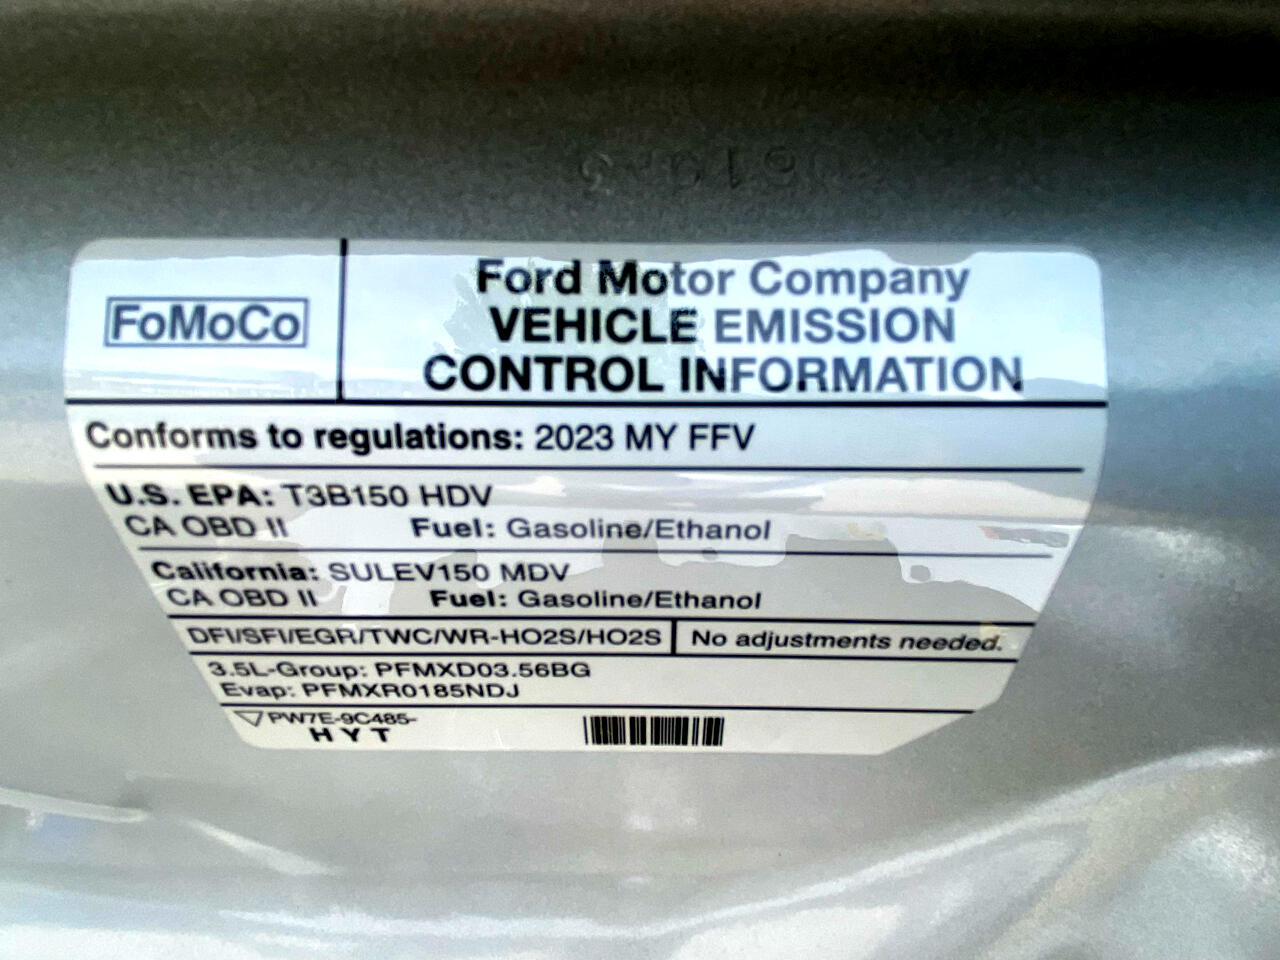 FoMoCo
Ford Motor Company
VEHICLE EMISSION
CONTROL INFORMATION
Conforms to regulations: 2023 MY FFV
U.S. EPA: T3B150 HDV
CA OBD II Fuel: Gasoline/Ethanol
California: SULEV150 MDV
CA OBD II Fuel: Gasoline/Ethanol
DFI/SFI/EGR/TWC/WR-HO2S/HO2S No adjustments needed.
3.5L-Group: PFMXD03.56BG
Evap: PFMXR0185NDJ
PW7E-9C485-
HYT